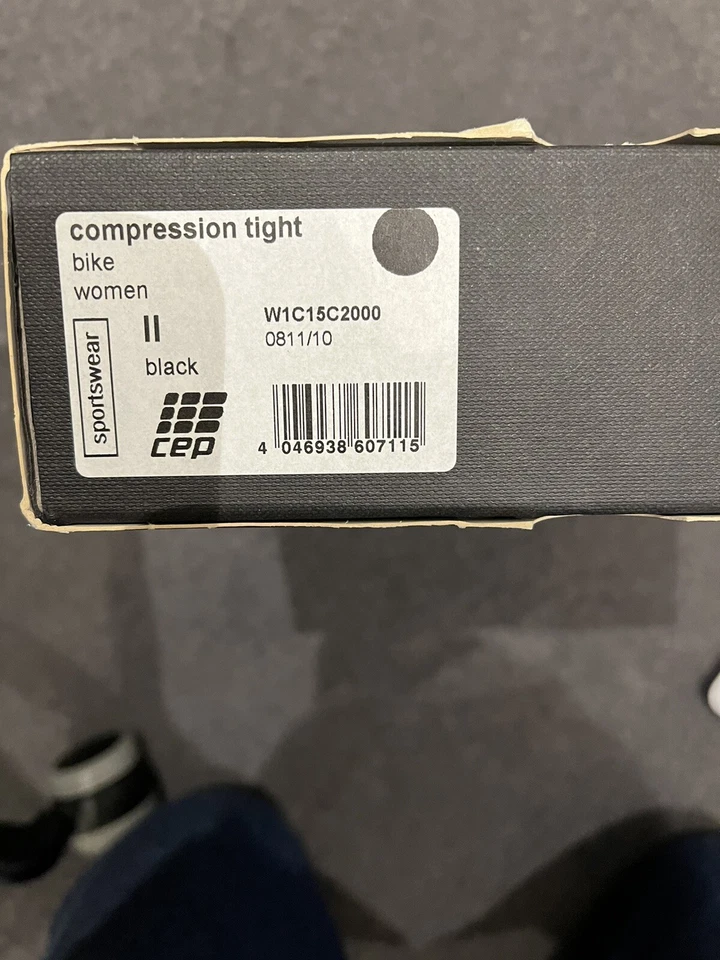 compression tight
bike
women
sportswear
II
black
W1C15C2000
0811/10
cep
4 046938 607115